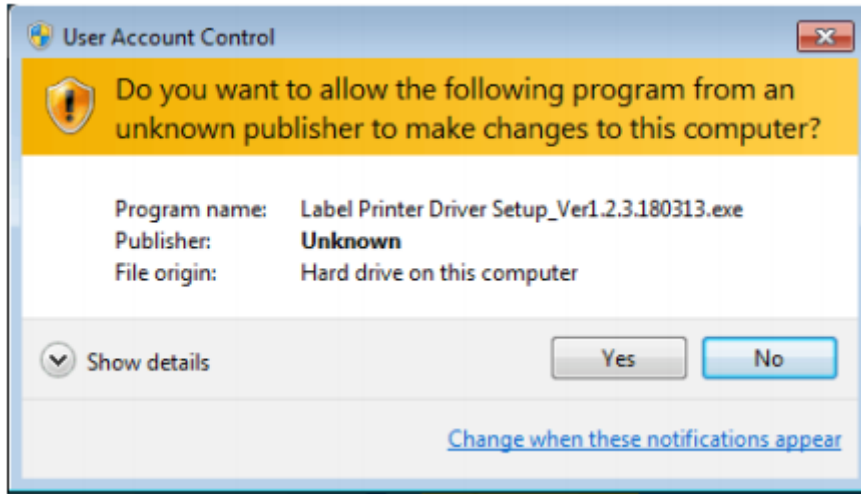 User Account Control
Do you want to allow the following program from an
unknown publisher to make changes to this computer?
Program name: Label Printer Driver Setup_Ver1.2.3.180313.exe
Publisher: Unknown
File origin: Hard drive on this computer
Show details
Yes No
Change when these notifications appear